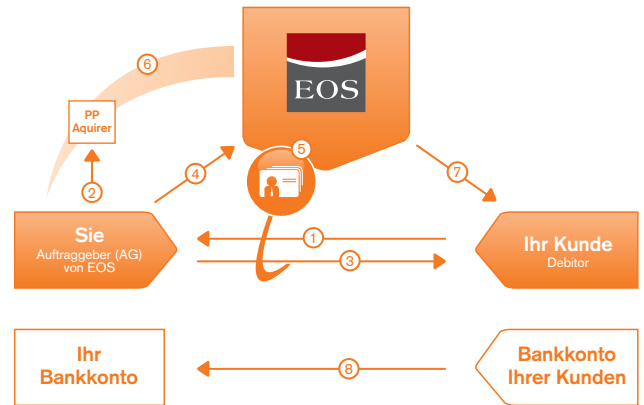 EOS
6
PP
Aquirer
5
2
4
7
Sie
Auftraggeber (AG)
von EOS
1
3
Ihr Kunde
Debitor
Ihr
Bankkonto
8
Bankkonto
Ihrer Kunden